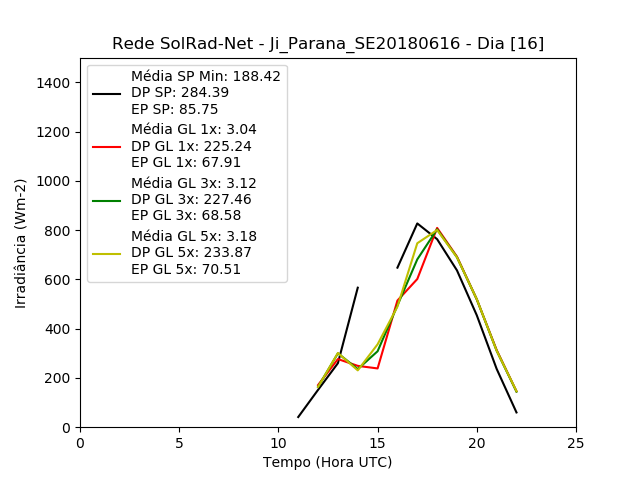 Rede SolRad-Net - Ji_Parana_SE20180616 - Dia [16]
Irradiância (Wm-2)
1400
1200
1000
800
600
400
200
0
Média SP Min: 188.42
DP SP: 284.39
EP SP: 85.75
Média GL 1x: 3.04
DP GL 1x: 225.24
EP GL 1x: 67.91
Média GL 3x: 3.12
DP GL 3x: 227.46
EP GL 3x: 68.58
Média GL 5x: 3.18
DP GL 5x: 233.87
EP GL 5x: 70.51
0 5 10 15 20 25
Tempo (Hora UTC)